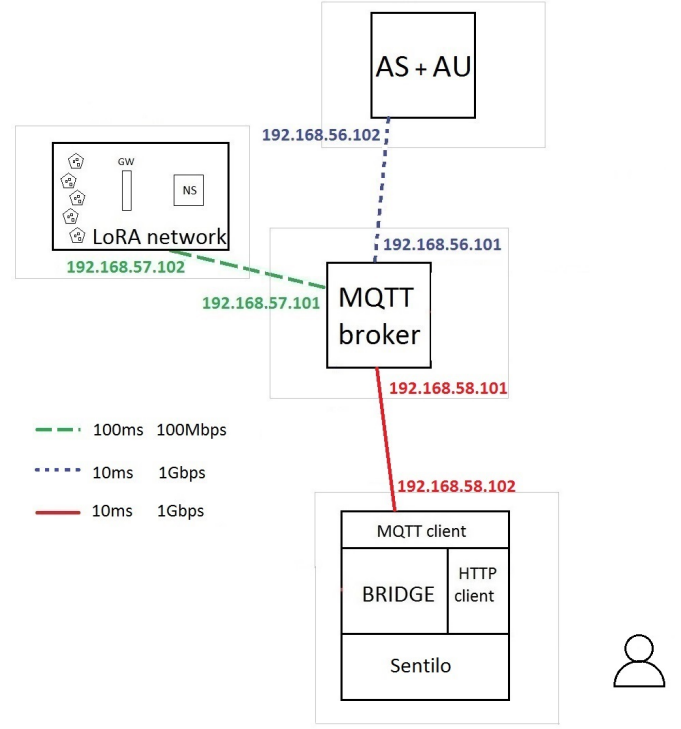 AS + AU
192.168.56.102
GW
NS
LoRA network
192.168.57.102
192.168.56.101
192.168.57.101
MQTT
broker
192.168.58.101
100ms 100Mbps
10ms 1Gbps
10ms 1Gbps
192.168.58.102
MQTT client
BRIDGE
HTTP
client
Sentilo